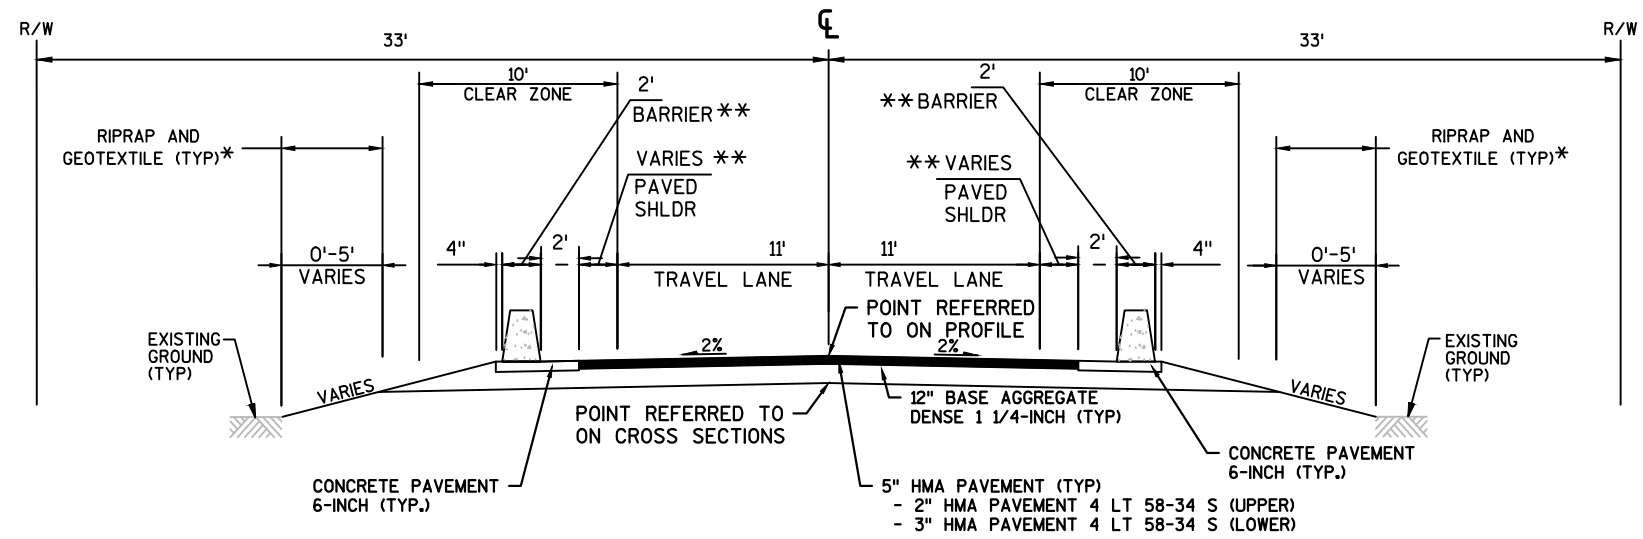 R/W
℄
R/W
33'
33'
10'
CLEAR ZONE
2'
BARRIER **
2'
** BARRIER
10'
CLEAR ZONE
RIPRAP AND
GEOTEXTILE (TYP)*
VARIES **
PAVED
SHLDR
** VARIES
PAVED
SHLDR
RIPRAP AND
GEOTEXTILE (TYP)*
0'-5'
VARIES
4"
2'
11'
TRAVEL LANE
11'
TRAVEL LANE
2'
4"
0'-5'
VARIES
POINT REFERRED
TO ON PROFILE
EXISTING
GROUND
(TYP)
2%
2%
EXISTING
GROUND
(TYP)
VARIES
VARIES
12" BASE AGGREGATE
DENSE 1 1/4-INCH (TYP)
POINT REFERRED TO
ON CROSS SECTIONS
CONCRETE PAVEMENT
6-INCH (TYP.)
CONCRETE PAVEMENT
6-INCH (TYP.)
5" HMA PAVEMENT (TYP)
- 2" HMA PAVEMENT 4 LT 58-34 S (UPPER)
- 3" HMA PAVEMENT 4 LT 58-34 S (LOWER)